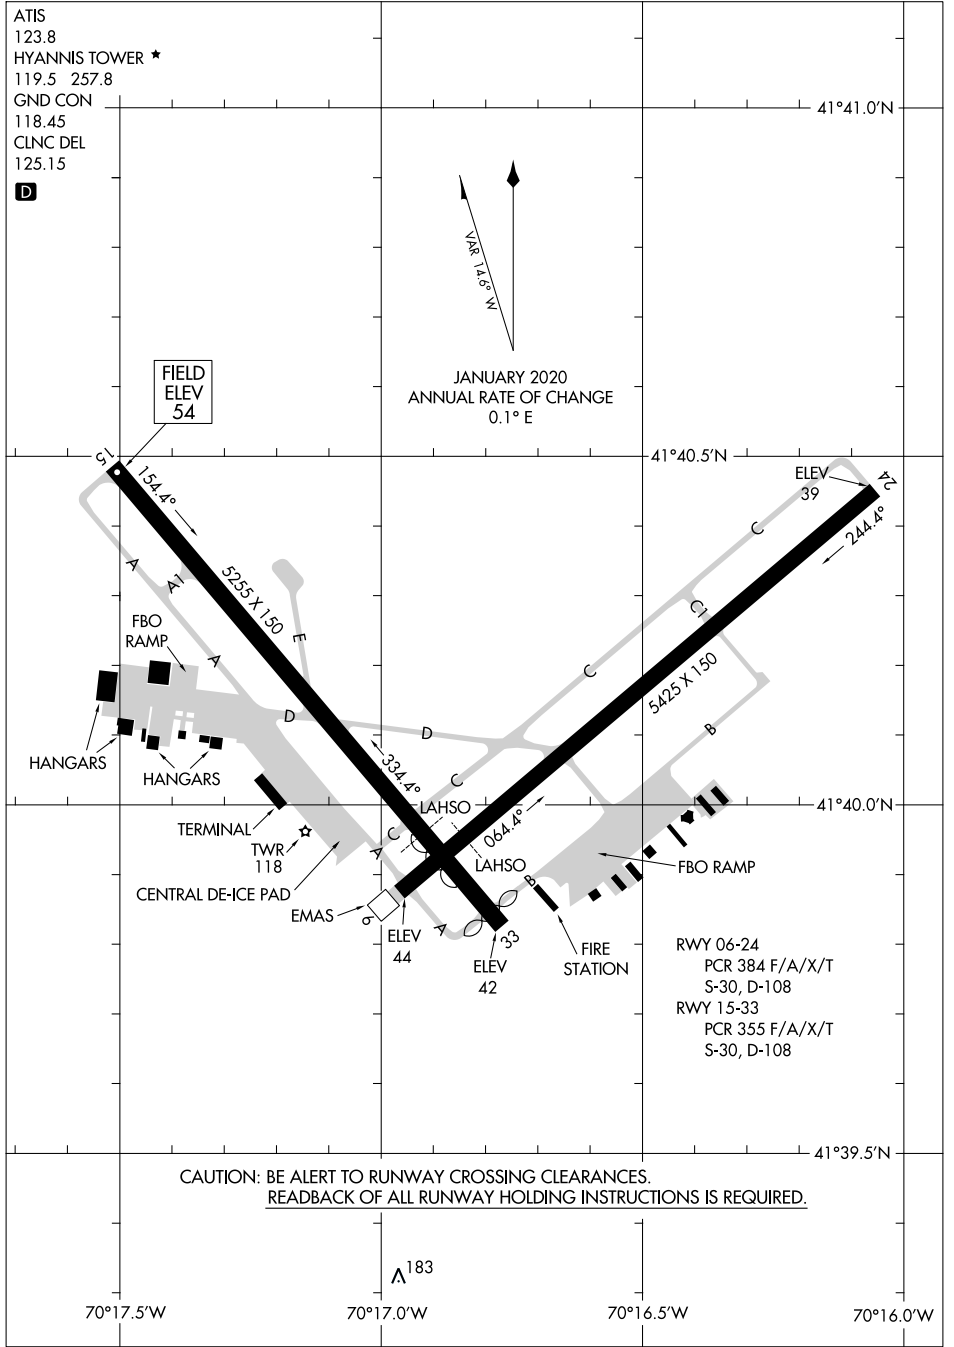 ATIS
123.8
HYANNIS TOWER
119.5 257.8
GND CON
118.45
CLNC DEL
125.15
D
41°41.0'N
VAR 14.6° W
JANUARY 2020
ANNUAL RATE OF CHANGE
0.1° E
FIELD
ELEV
54
15
154.4°
41°40.5'N
ELEV
39
24
244.4°
C
A
A1
5255 X 150
C1
FBO
RAMP
E
A
C
5425 X 150
D
D
B
HANGARS
HANGARS
334.4°
C
LAHSO
41°40.0'N
TERMINAL
064.4°
C
TWR
118
A
LAHSO
FBO RAMP
CENTRAL DE-ICE PAD
B
EMAS
6
A
ELEV
44
33
ELEV
42
FIRE
STATION
RWY 06-24
PCR 384 F/A/X/T
S-30, D-108
RWY 15-33
PCR 355 F/A/X/T
S-30, D-108
41°39.5'N
CAUTION: BE ALERT TO RUNWAY CROSSING CLEARANCES.
READBACK OF ALL RUNWAY HOLDING INSTRUCTIONS IS REQUIRED.
183
70°17.5'W
70°17.0'W
70°16.5'W
70°16.0'W